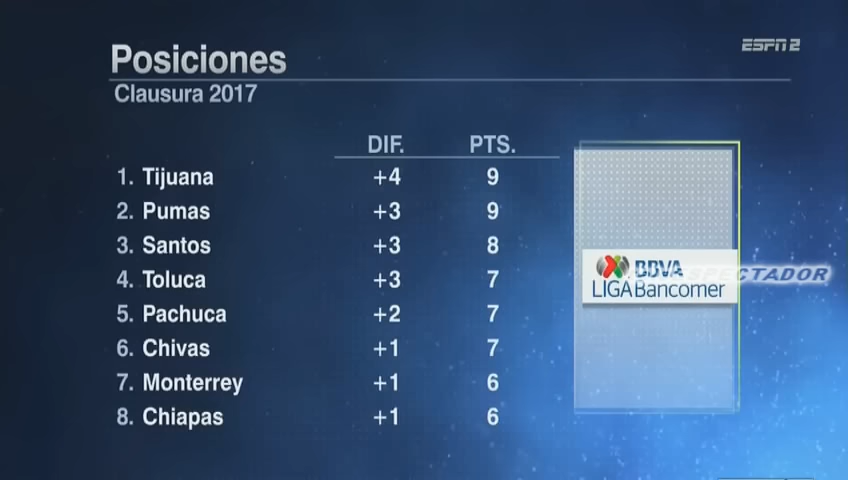 ESPN 2
Posiciones
Clausura 2017
DIF. PTS.
1. Tijuana +4 9
2. Pumas +3 9
3. Santos +3 8
4. Toluca +3 7
5. Pachuca +2 7
6. Chivas +1 7
7. Monterrey +1 6
8. Chiapas +1 6
BBVA
LIGA Bancomer